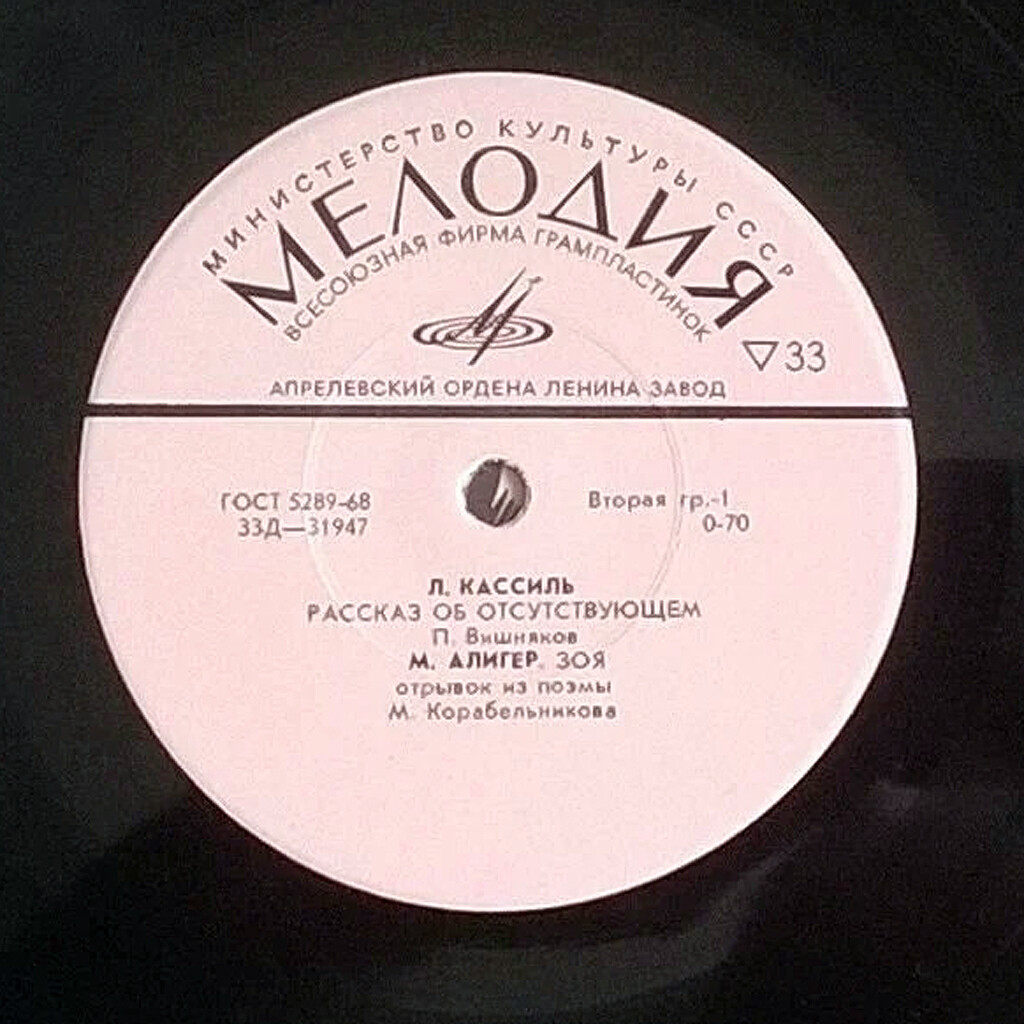 МИНИСТЕРСТВО КУЛЬТУРЫ СССР
МЕЛОДИЯ
ВСЕСОЮЗНАЯ ФИРМА ГРАМПЛАСТИНОК
▽33
АПРЕЛЕВСКИЙ ОРДЕНА ЛЕНИНА ЗАВОД
ГОСТ 5289-68 Вторая гр.-1
33Д—31947 0-70
Л. КАССИЛЬ
РАССКАЗ ОБ ОТСУТСТВУЮЩЕМ
П. Вишняков
М. АЛИГЕР. ЗОЯ
отрывок из поэмы
М. Корабельникова